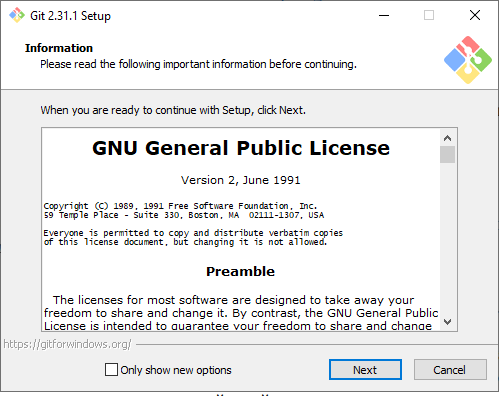 Git 2.31.1 Setup
Information
Please read the following important information before continuing.
When you are ready to continue with Setup, click Next.
GNU General Public License
Version 2, June 1991
Copyright (C) 1989, 1991 Free Software Foundation, Inc.
59 Temple Place - Suite 330, Boston, MA  02111-1307, USA
Everyone is permitted to copy and distribute verbatim copies
of this license document, but changing it is not allowed.
Preamble
The licenses for most software are designed to take away your
freedom to share and change it. By contrast, the GNU General Public
License is intended to guarantee your freedom to share and change
https://gitforwindows.org/
Only show new options
Next
Cancel